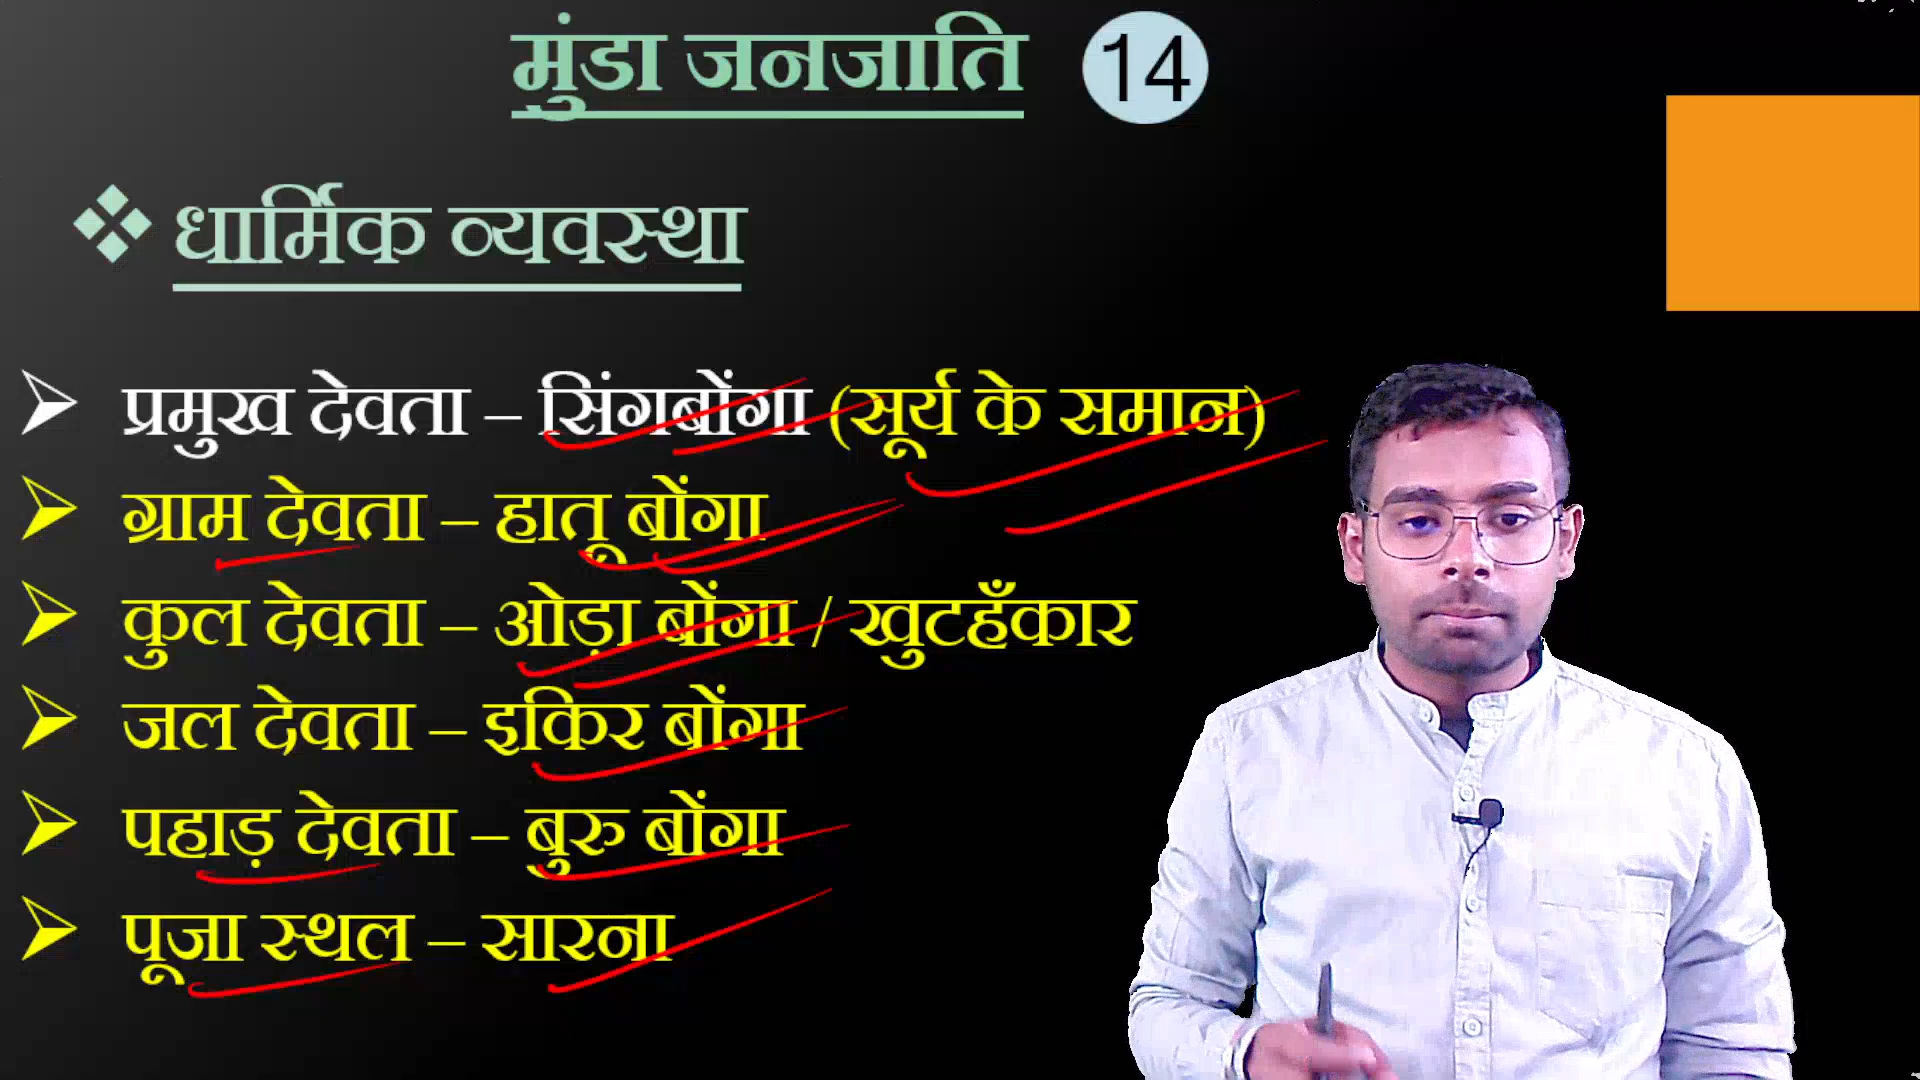 मुंडा जनजाति 14
धार्मिक व्यवस्था
प्रमुख देवता – सिंगबोंगा (सूर्य के समान)
ग्राम देवता – हातू बोंगा
कुल देवता – ओड़ा बोंगा / खुटहँकार
जल देवता – इकिर बोंगा
पहाड़ देवता – बुरु बोंगा
पूजा स्थल – सारना